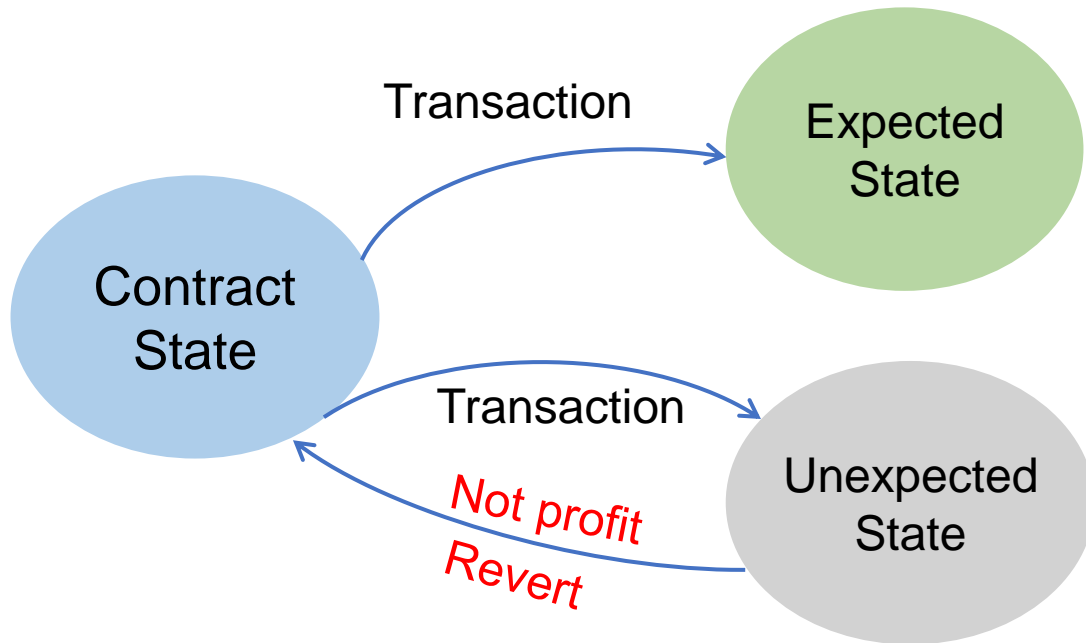 Transaction
Expected
State
Contract
State
Transaction
Not profit
Revert
Unexpected
State